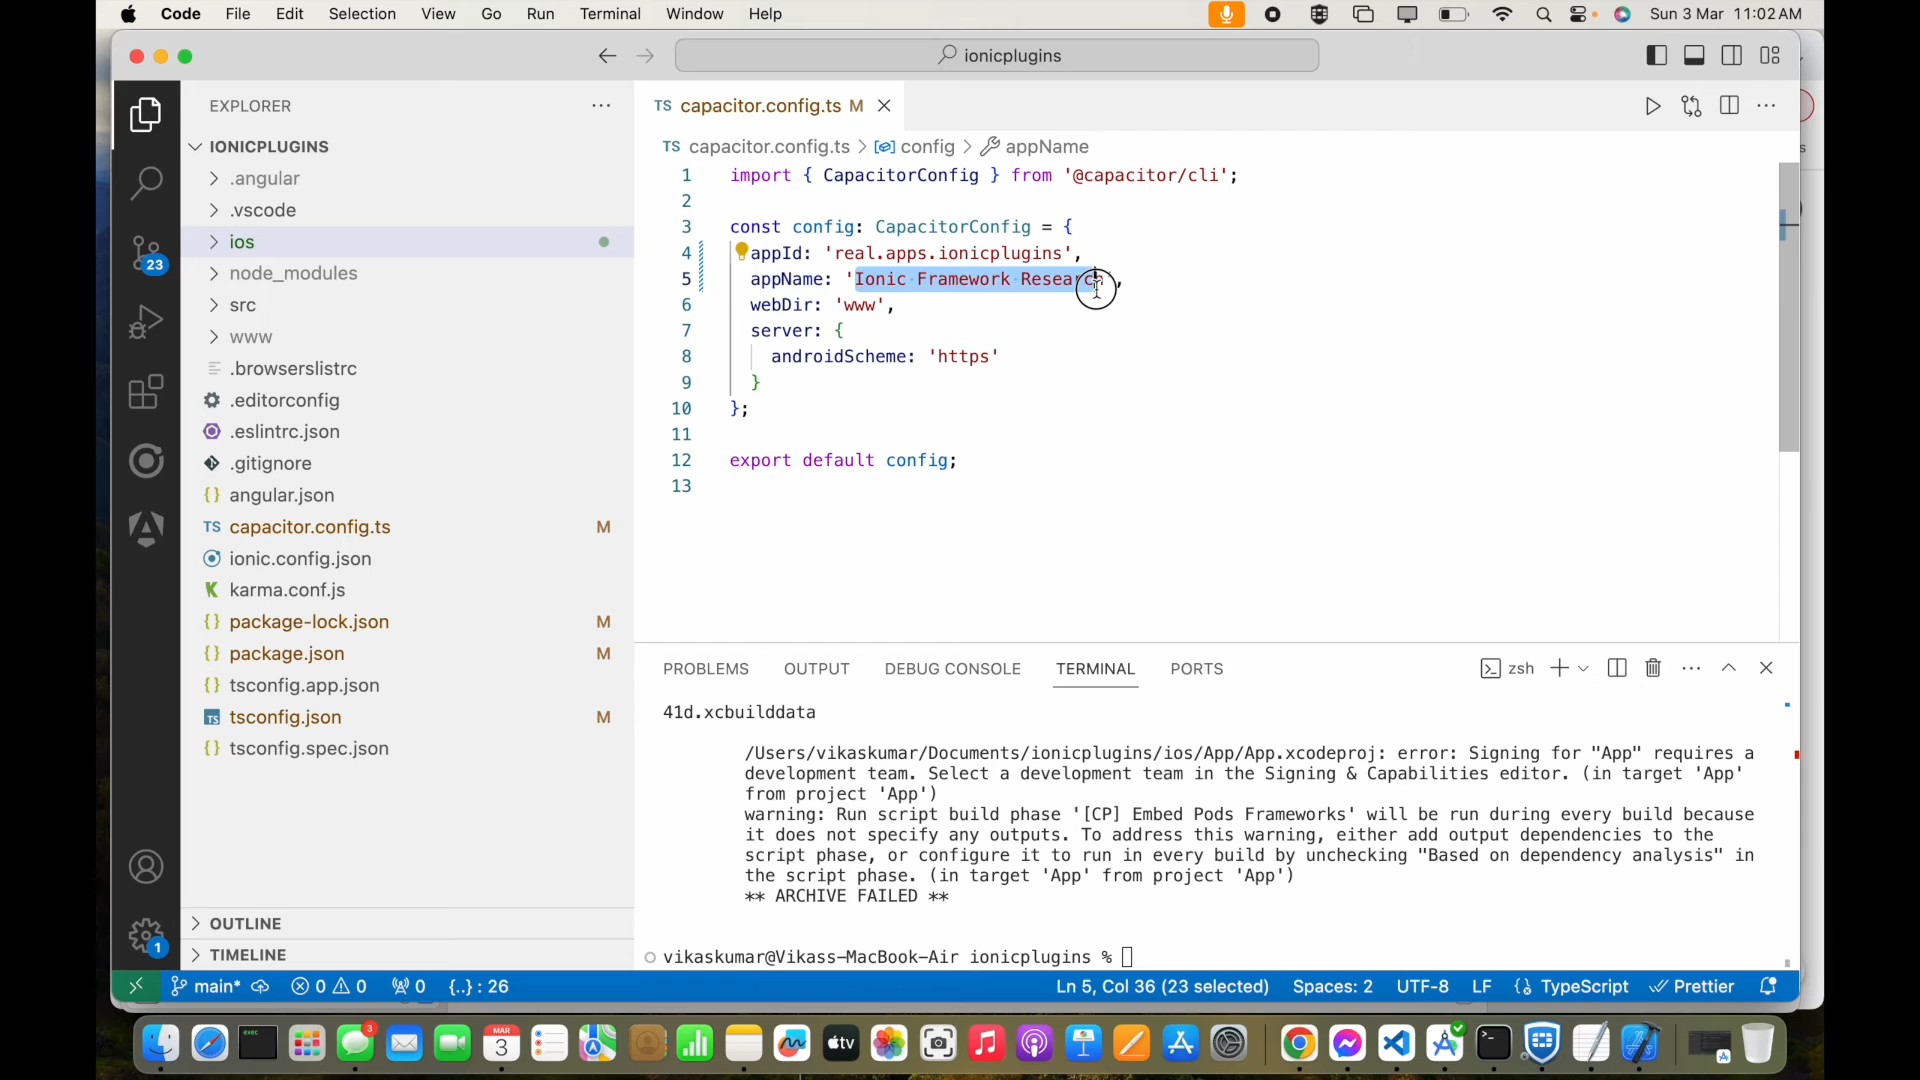 Code File Edit Selection View Go Run Terminal Window Help
Sun 3 Mar 11:02 AM
ionicplugins
EXPLORER
IONICPLUGINS
.angular
.vscode
ios
23
node_modules
src
www
.browserslistrc
.editorconfig
.eslintrc.json
.gitignore
angular.json
TS capacitor.config.ts M
ionic.config.json
karma.conf.js
package-lock.json M
package.json M
tsconfig.app.json
TS tsconfig.json M
tsconfig.spec.json
OUTLINE
1
TIMELINE
TS capacitor.config.ts M
TS capacitor.config.ts > config > appName
1 import { CapacitorConfig } from '@capacitor/cli';
2
3 const config: CapacitorConfig = {
4 appId: 'real.apps.ionicplugins',
5 appName: 'Ionic Framework Research',
6 webDir: 'www',
7 server: {
8 androidScheme: 'https'
9 }
10 };
11
12 export default config;
13
PROBLEMS OUTPUT DEBUG CONSOLE TERMINAL PORTS
zsh
41d.xcbuilddata
/Users/vikaskumar/Documents/ionicplugins/ios/App/App.xcodeproj: error: Signing for "App" requires a
development team. Select a development team in the Signing & Capabilities editor. (in target 'App'
from project 'App')
warning: Run script build phase '[CP] Embed Pods Frameworks' will be run during every build because
it does not specify any outputs. To address this warning, either add output dependencies to the
script phase, or configure it to run in every build by unchecking "Based on dependency analysis" in
the script phase. (in target 'App' from project 'App')
** ARCHIVE FAILED **
vikaskumar@Vikass-MacBook-Air ionicplugins %
main* 0 0 0 {..} : 26
Ln 5, Col 36 (23 selected) Spaces: 2 UTF-8 LF TypeScript Prettier
exec
3
MAR
3
tv